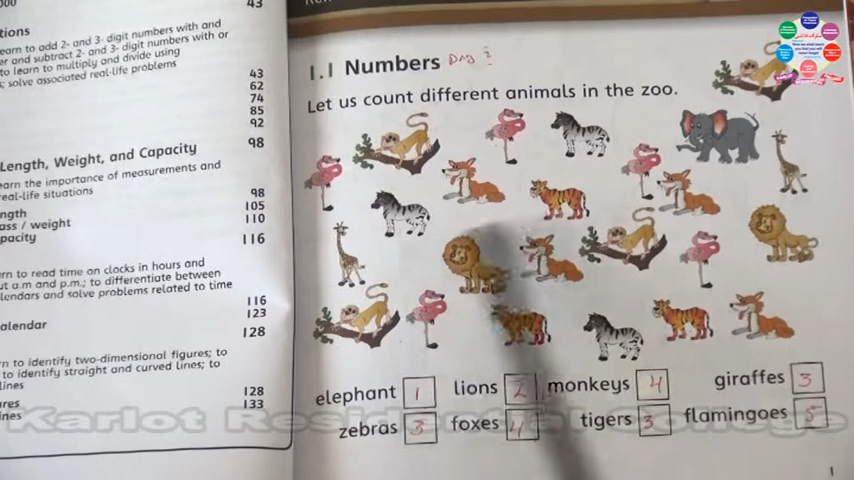 43
tions
earn to add 2- and 3- digit numbers with and
er and subtract 2- and 3- digit numbers with or
to learn to multiply and divide using
; solve associated real-life problems
43
62
74
85
92
Length, Weight, and Capacity 98
earn the importance of measurements and
real-life situations
ngth 98
ass / weight 105
pacity 110
116
rn to read time on clocks in hours and
ut a.m and p.m.; to differentiate between
lendars and solve problems related to time
116
alendar 123
128
rn to identify two-dimensional figures; to
to identify straight and curved lines; to
lines
ures 128
ines 133
1.1 Numbers
Let us count different animals in the zoo.
elephant 1 lions 2 monkeys 4 giraffes 3
zebras 3 foxes 4 tigers 3 flamingoes 5
Karlot Residential College
1